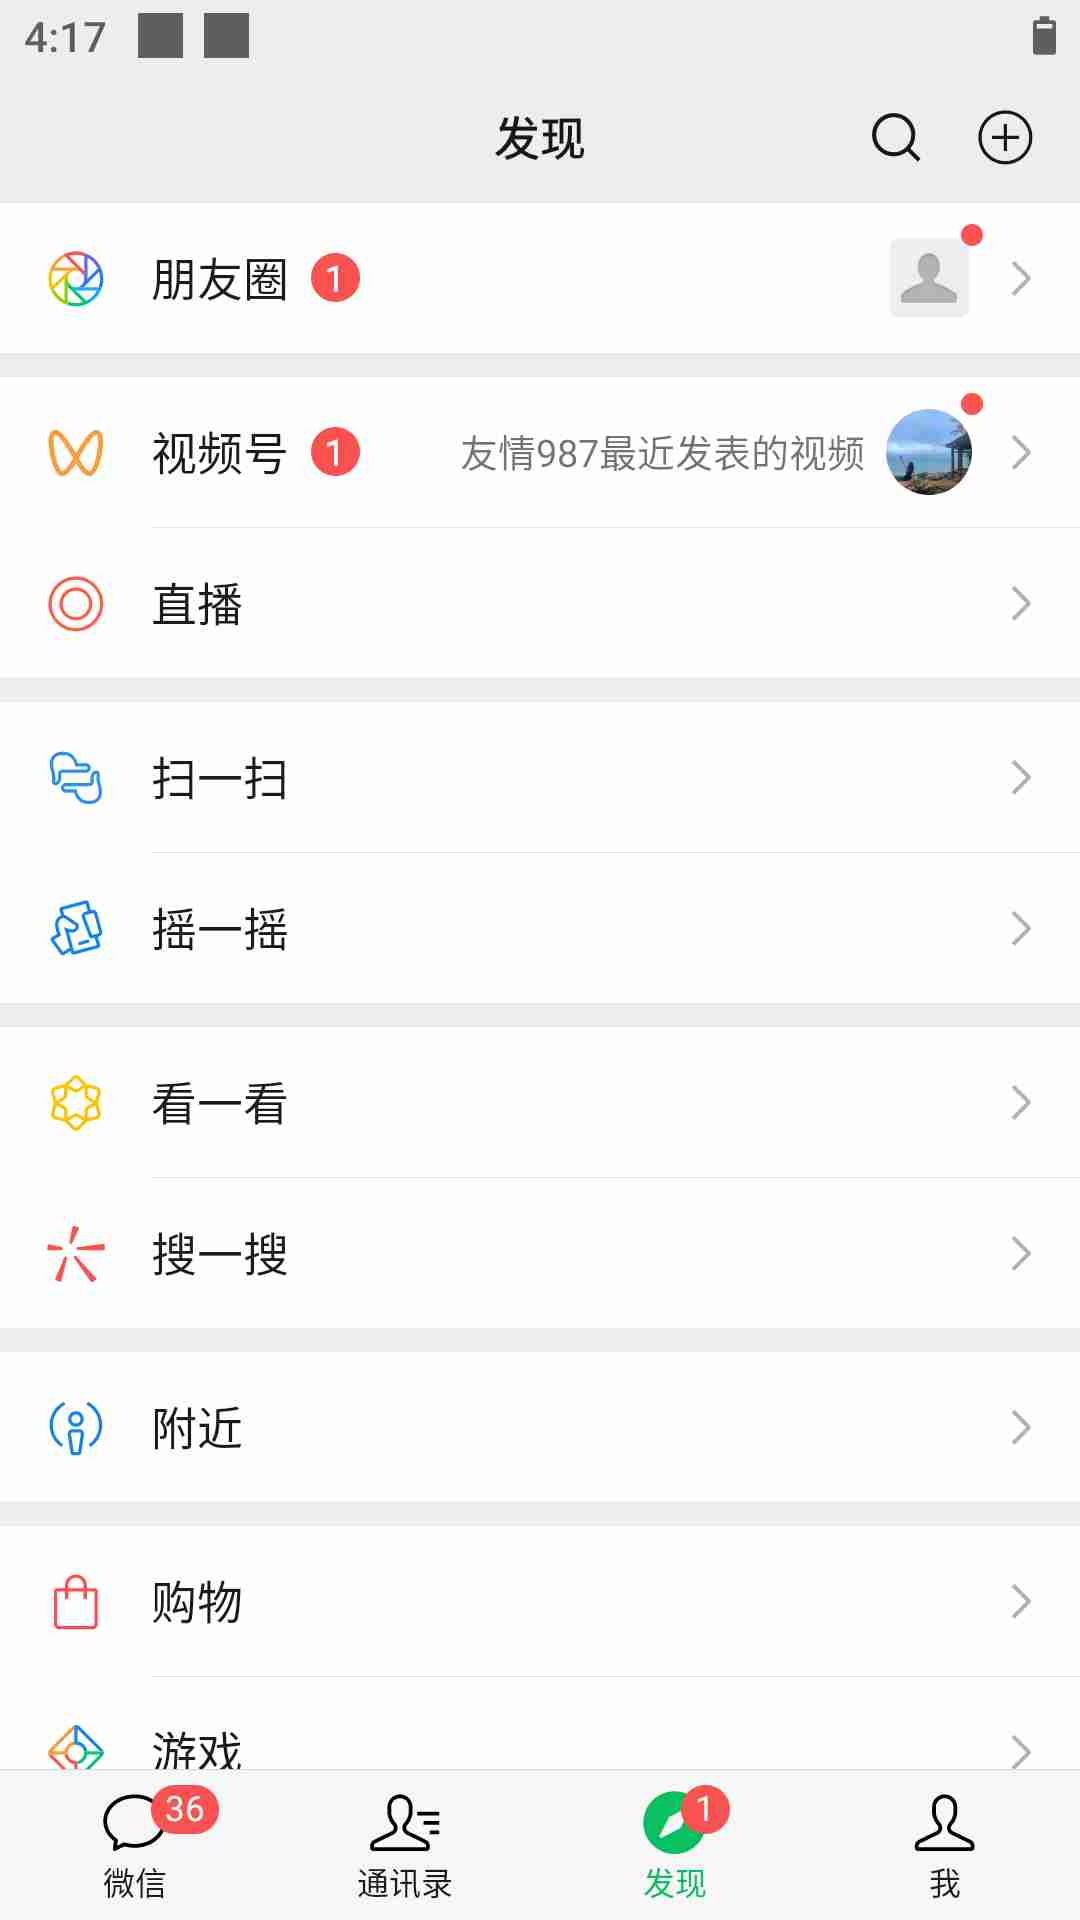 4:17
发现
朋友圈 1
视频号 1 友情987最近发表的视频
直播
扫一扫
摇一摇
看一看
搜一搜
附近
购物
游戏
36 1
微信 通讯录 发现 我